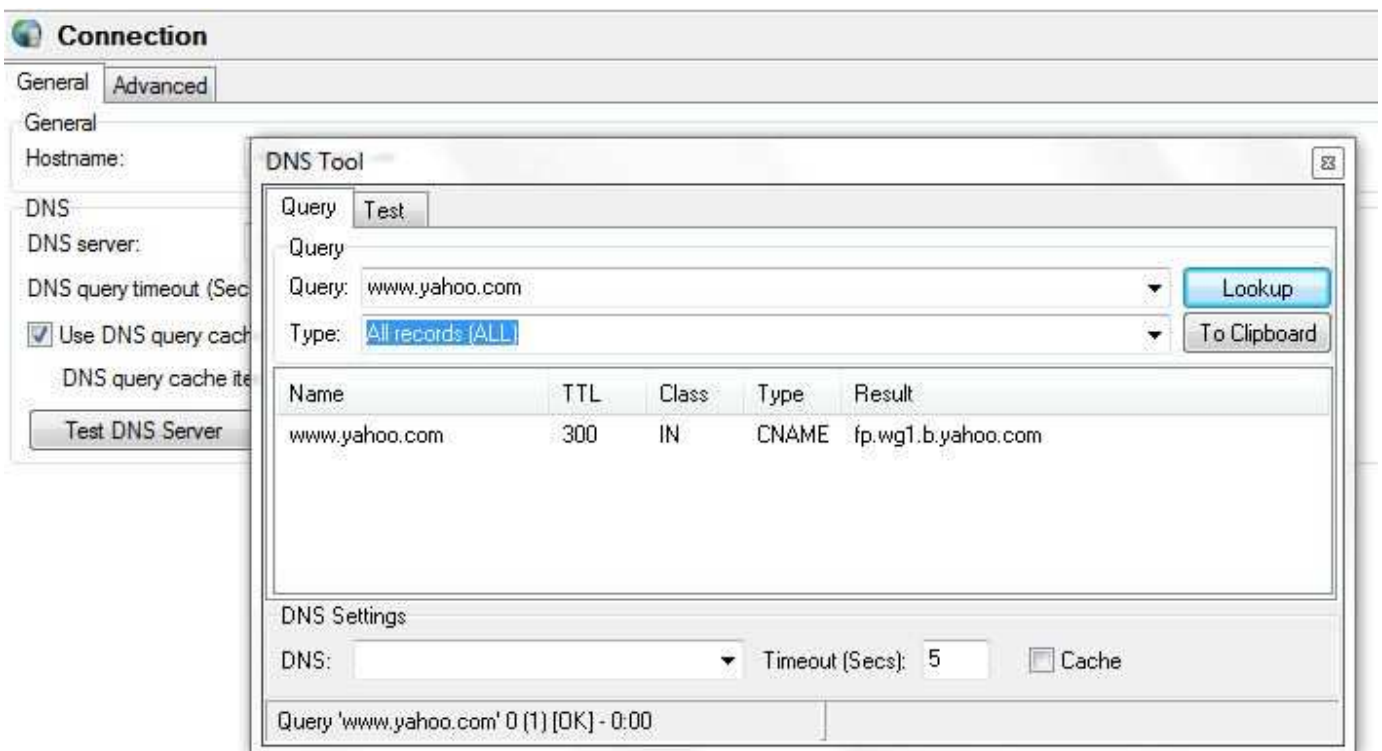 Connection
General Advanced
General
Hostname:
DNS
DNS server:
DNS query timeout (Sec
Use DNS query cach
DNS query cache ite
Test DNS Server
DNS Tool
Query Test
Query
Query: www.yahoo.com Lookup
Type: All records (ALL) To Clipboard
Name TTL Class Type Result
www.yahoo.com 300 IN CNAME fp.wg1.b.yahoo.com
DNS Settings
DNS: Timeout (Secs): 5 Cache
Query 'www.yahoo.com' 0 (1) [OK] - 0:00